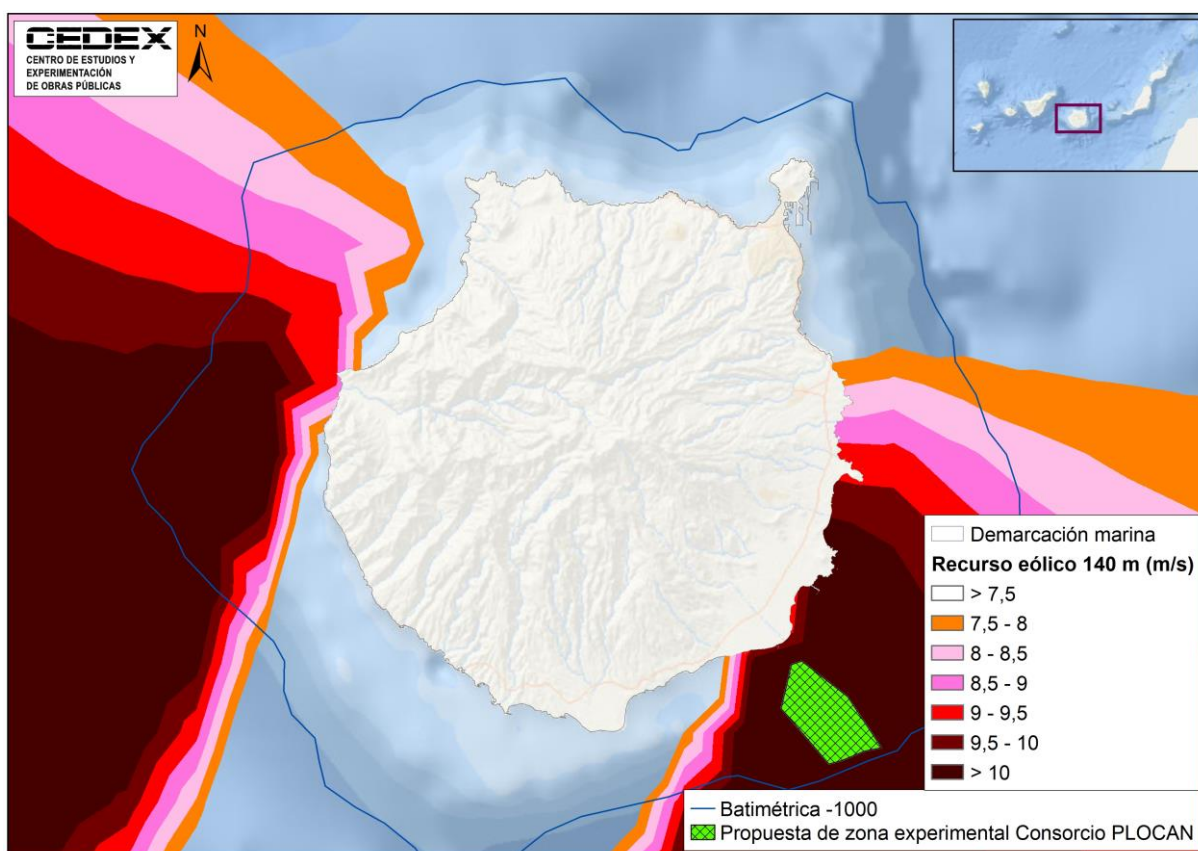 CEDEX
CENTRO DE ESTUDIOS Y
EXPERIMENTACIÓN
DE OBRAS PÚBLICAS
N
Demarcación marina
Recurso eólico 140 m (m/s)
> 7,5
7,5 - 8
8 - 8,5
8,5 - 9
9 - 9,5
9,5 - 10
> 10
Batimétrica -1000
Propuesta de zona experimental Consorcio PLOCAN